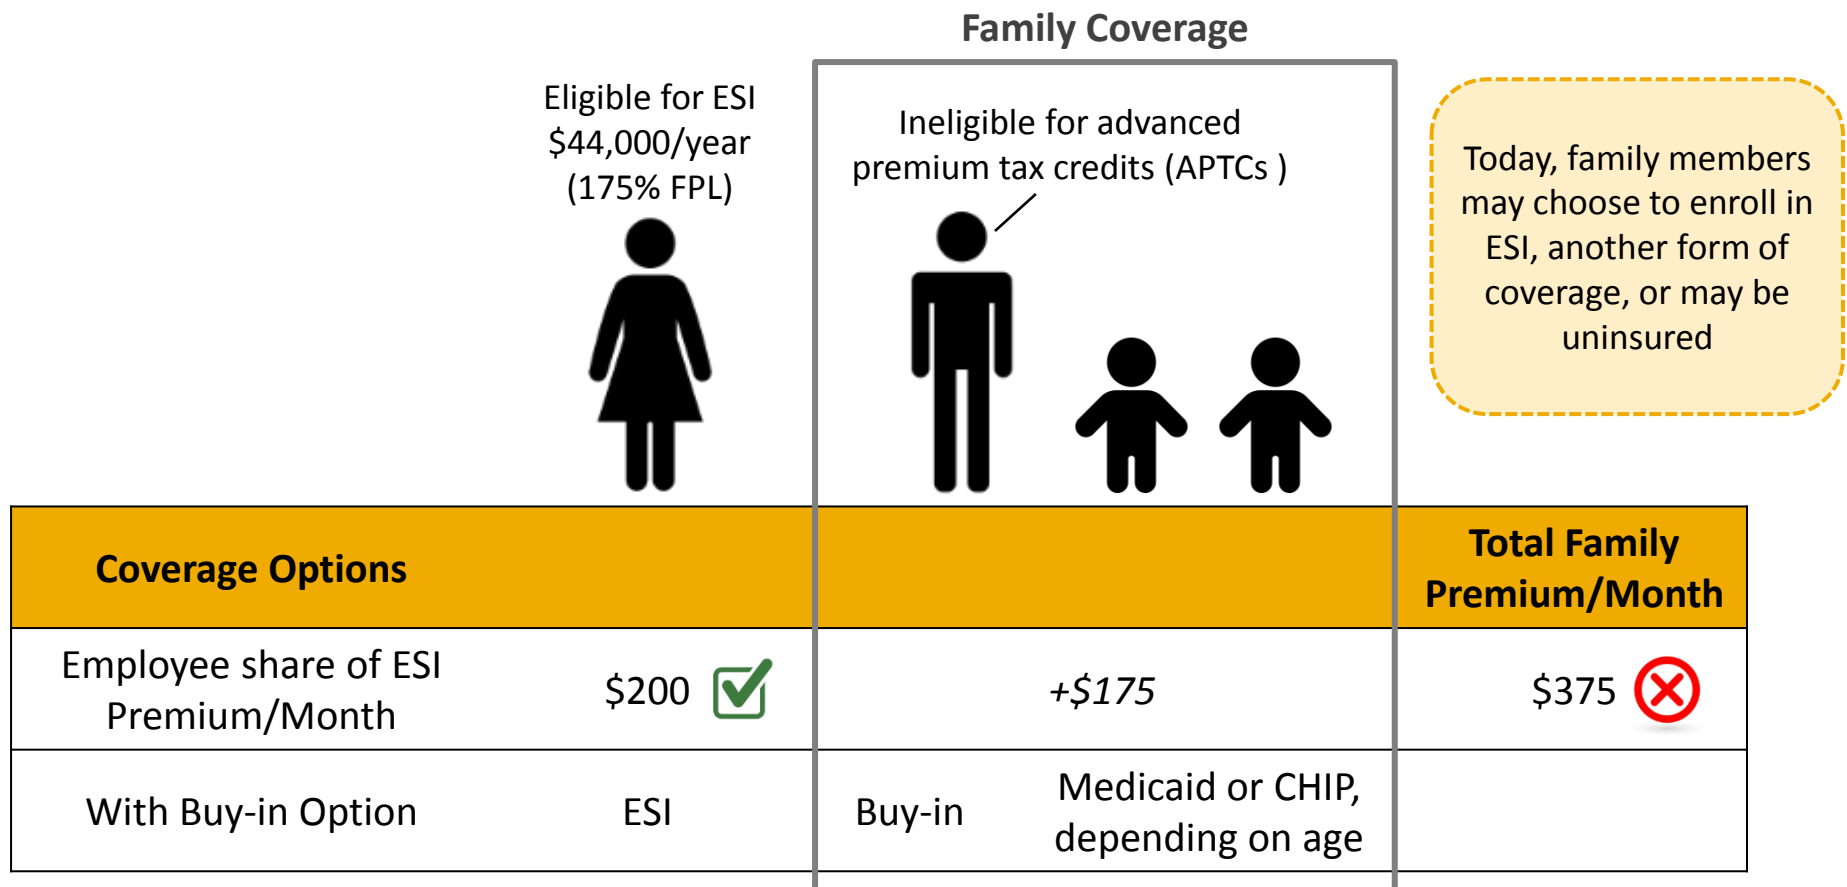 Family Coverage
Eligible for ESI
$44,000/year
(175% FPL)
Ineligible for advanced
premium tax credits (APTCs )
Today, family members
may choose to enroll in
ESI, another form of
coverage, or may be
uninsured
Coverage Options
Total Family
Premium/Month
Employee share of ESI
Premium/Month
$200
+$175
$375
With Buy-in Option
ESI
Buy-in
Medicaid or CHIP,
depending on age